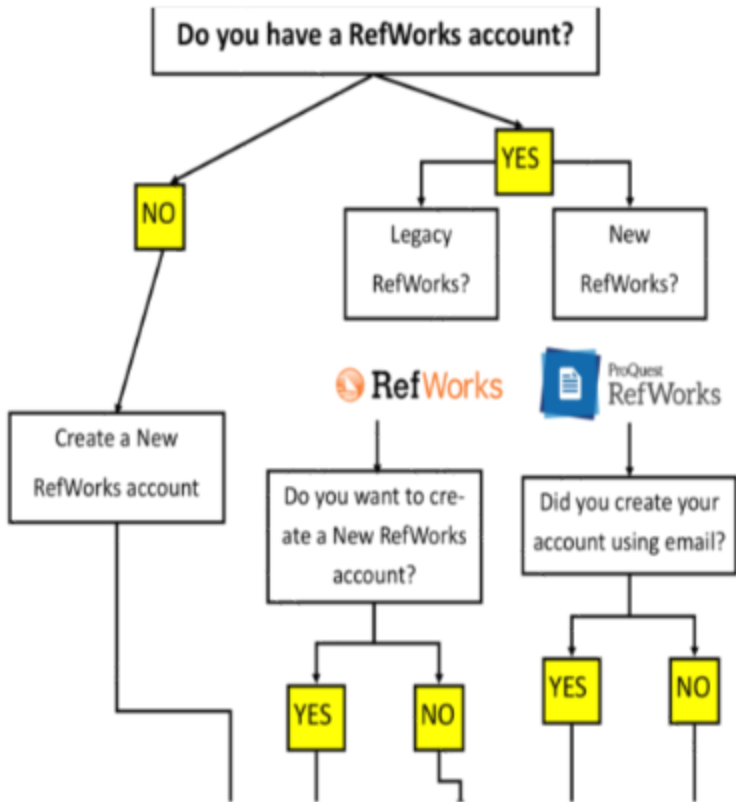 Do you have a RefWorks account?
YES
NO
Legacy
RefWorks?
New
RefWorks?
RefWorks
ProQuest
RefWorks
Create a New
RefWorks account
Do you want to cre-
ate a New RefWorks
account?
Did you create your
account using email?
YES
NO
YES
NO